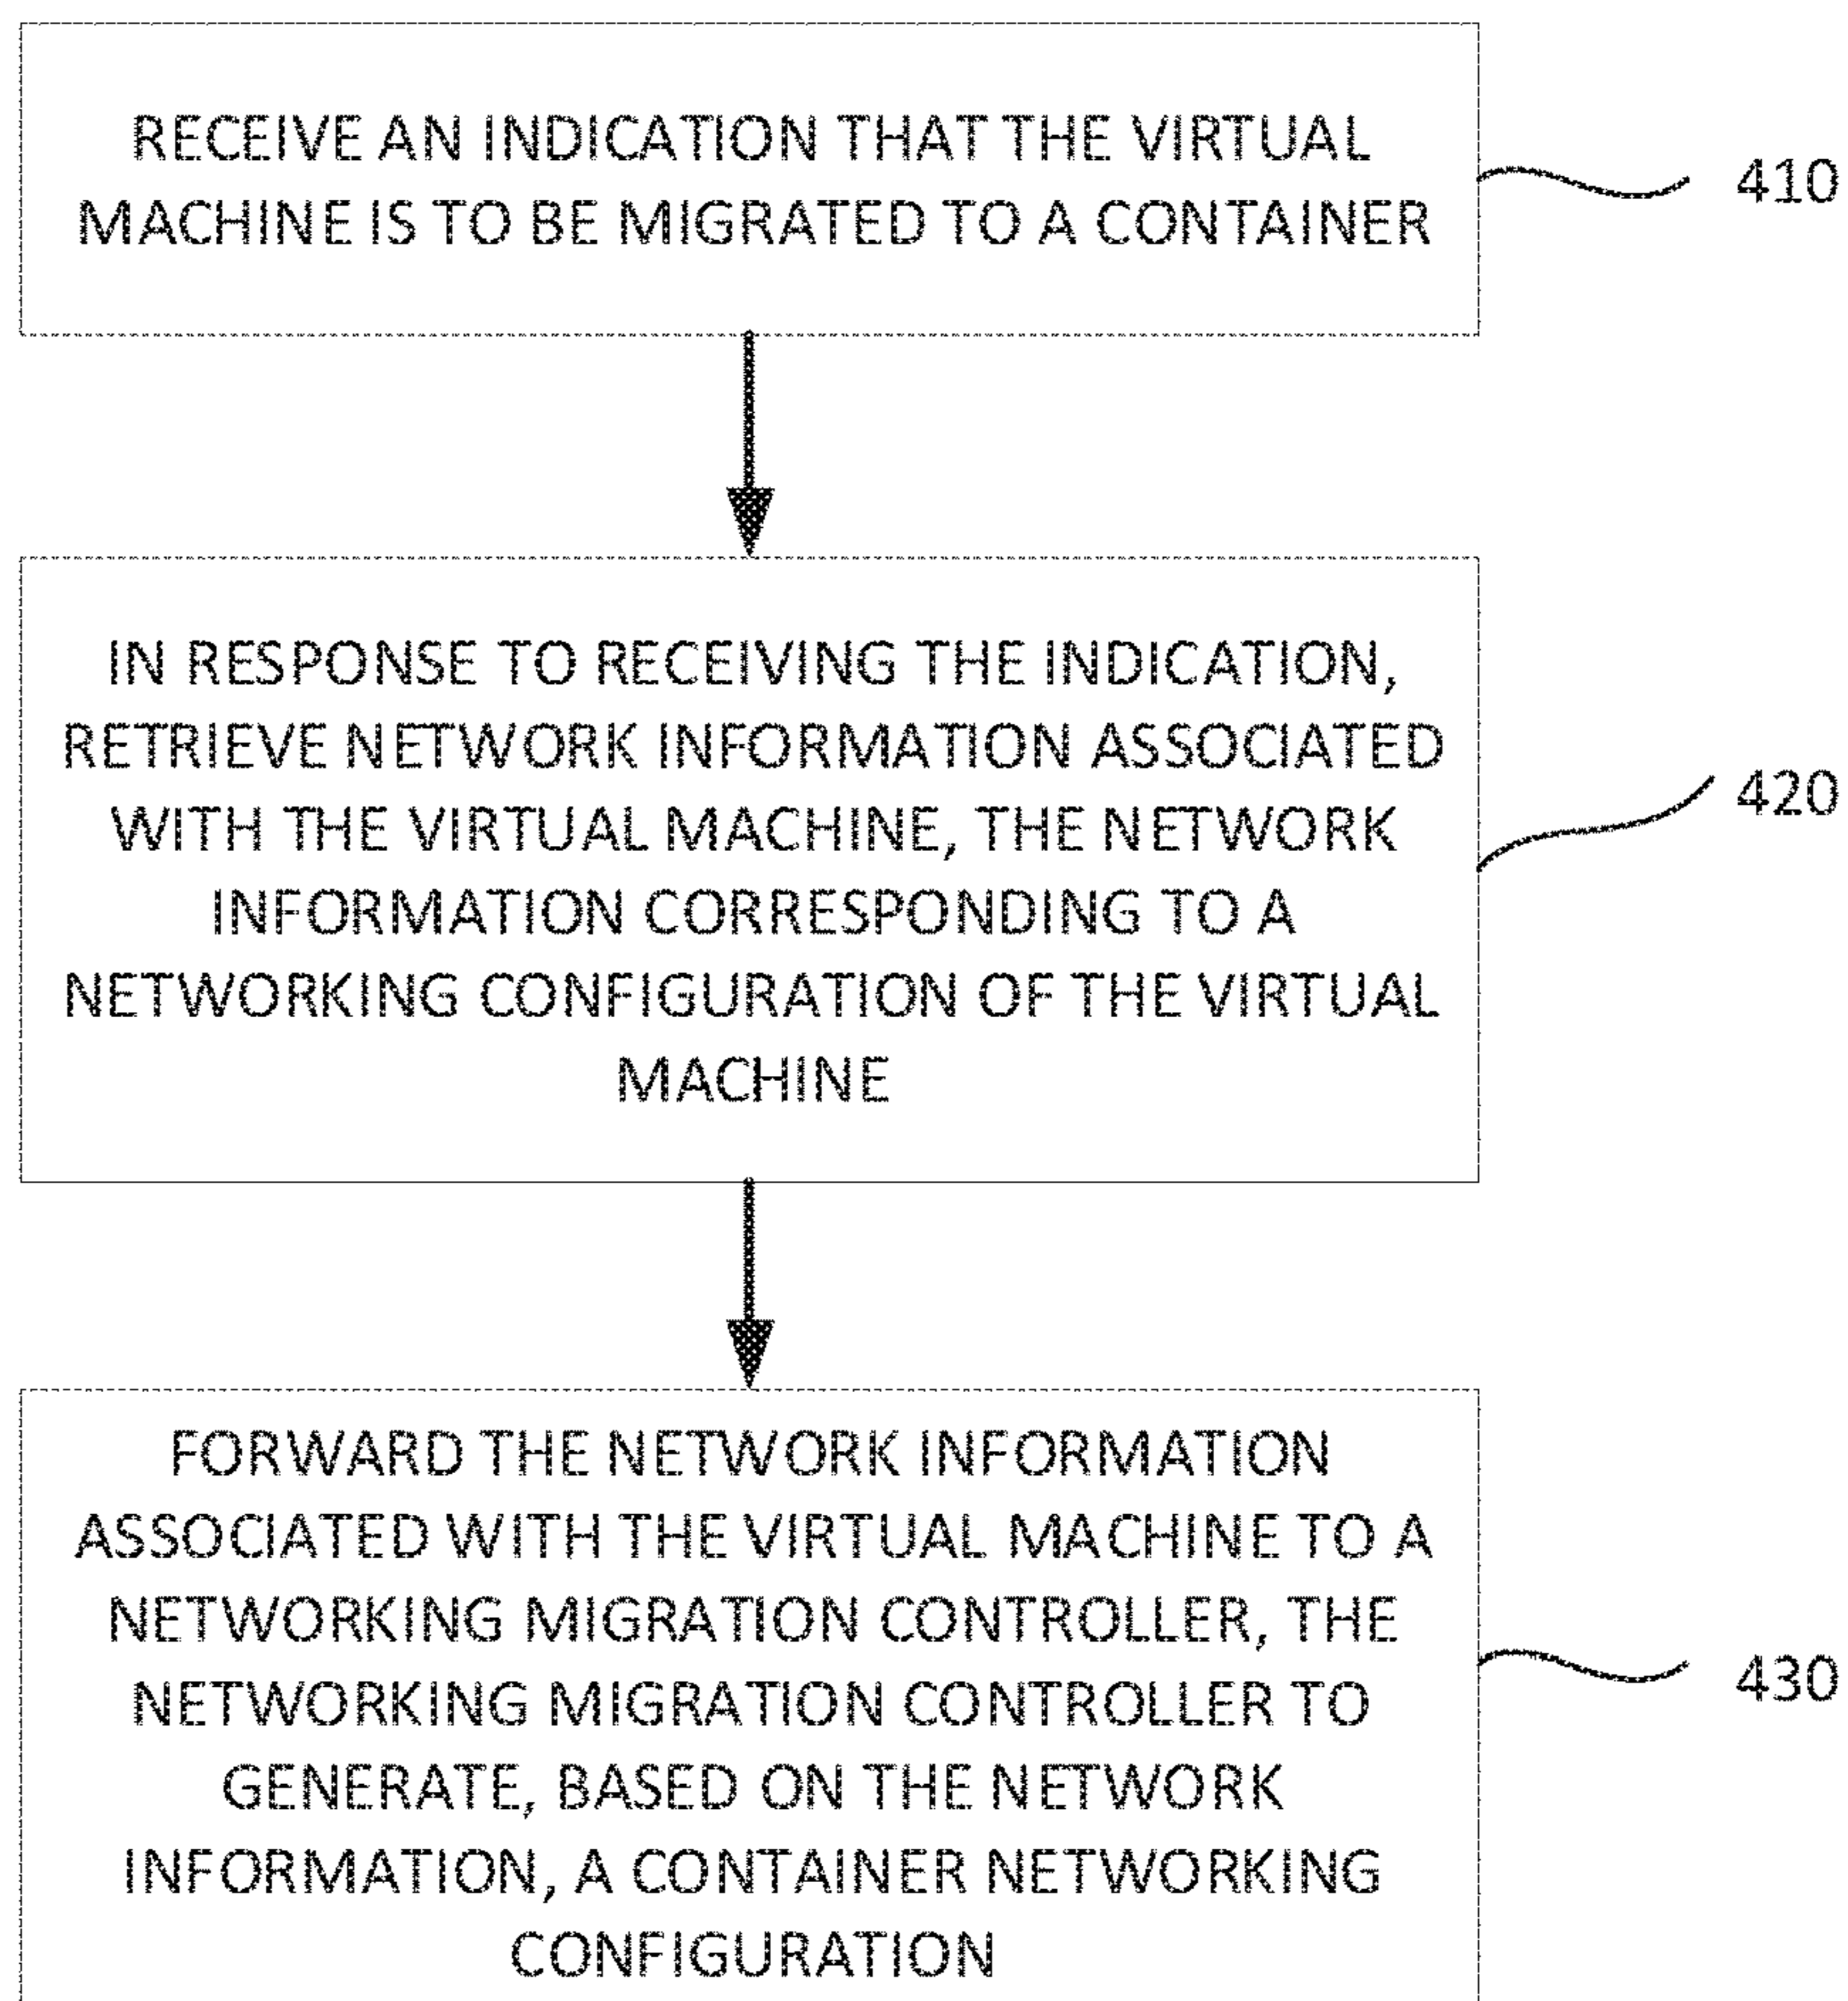 RECEIVE AN INDICATION THAT THE VIRTUAL
MACHINE IS TO BE MIGRATED TO A CONTAINER
410
IN RESPONSE TO RECEIVING THE INDICATION,
RETRIEVE NETWORK INFORMATION ASSOCIATED
WITH THE VIRTUAL MACHINE, THE NETWORK
INFORMATION CORRESPONDING TO A
NETWORKING CONFIGURATION OF THE VIRTUAL
MACHINE
420
FORWARD THE NETWORK INFORMATION
ASSOCIATED WITH THE VIRTUAL MACHINE TO A
NETWORKING MIGRATION CONTROLLER, THE
NETWORKING MIGRATION CONTROLLER TO
GENERATE, BASED ON THE NETWORK
INFORMATION, A CONTAINER NETWORKING
CONFIGURATION
430